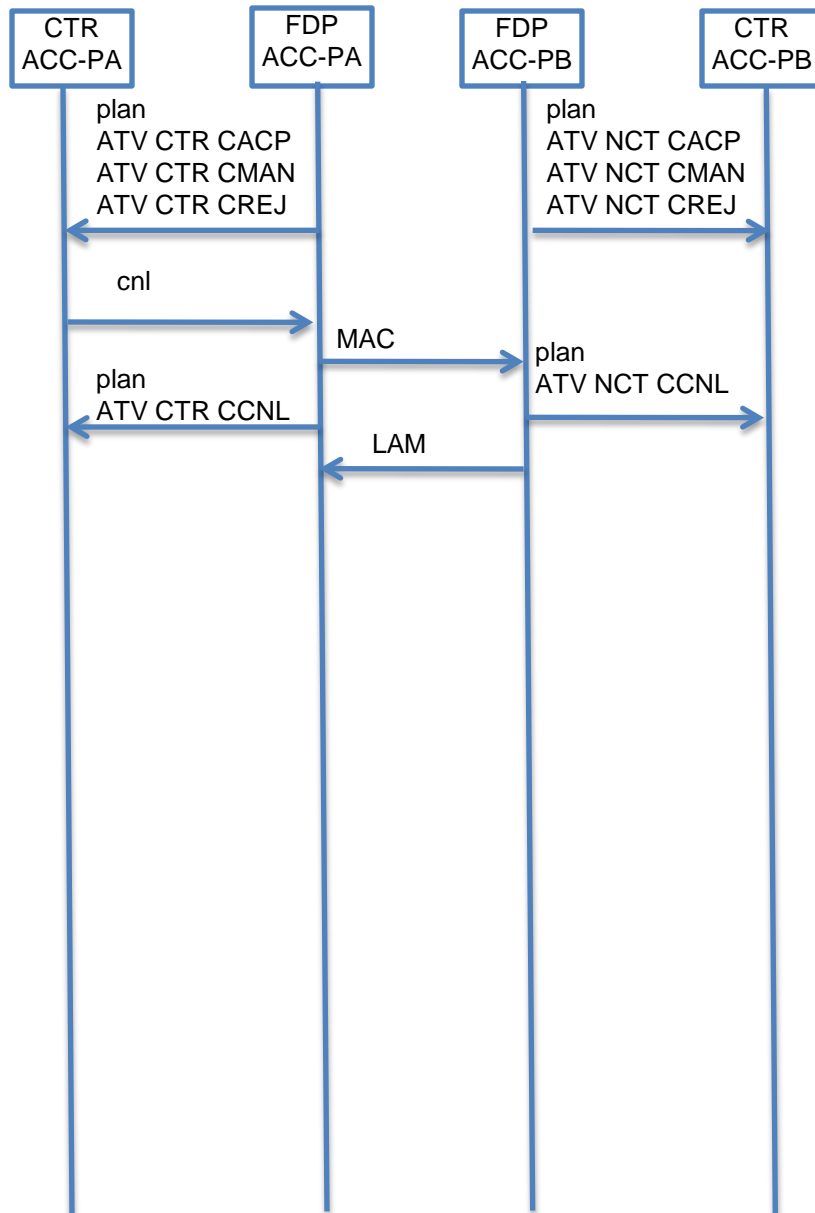 CTR
ACC-PA
FDP
ACC-PA
FDP
ACC-PB
CTR
ACC-PB
plan
ATV CTR CACP
ATV CTR CMAN
ATV CTR CREJ
plan
ATV NCT CACP
ATV NCT CMAN
ATV NCT CREJ
cnl
MAC
plan
ATV NCT CCNL
plan
ATV CTR CCNL
LAM